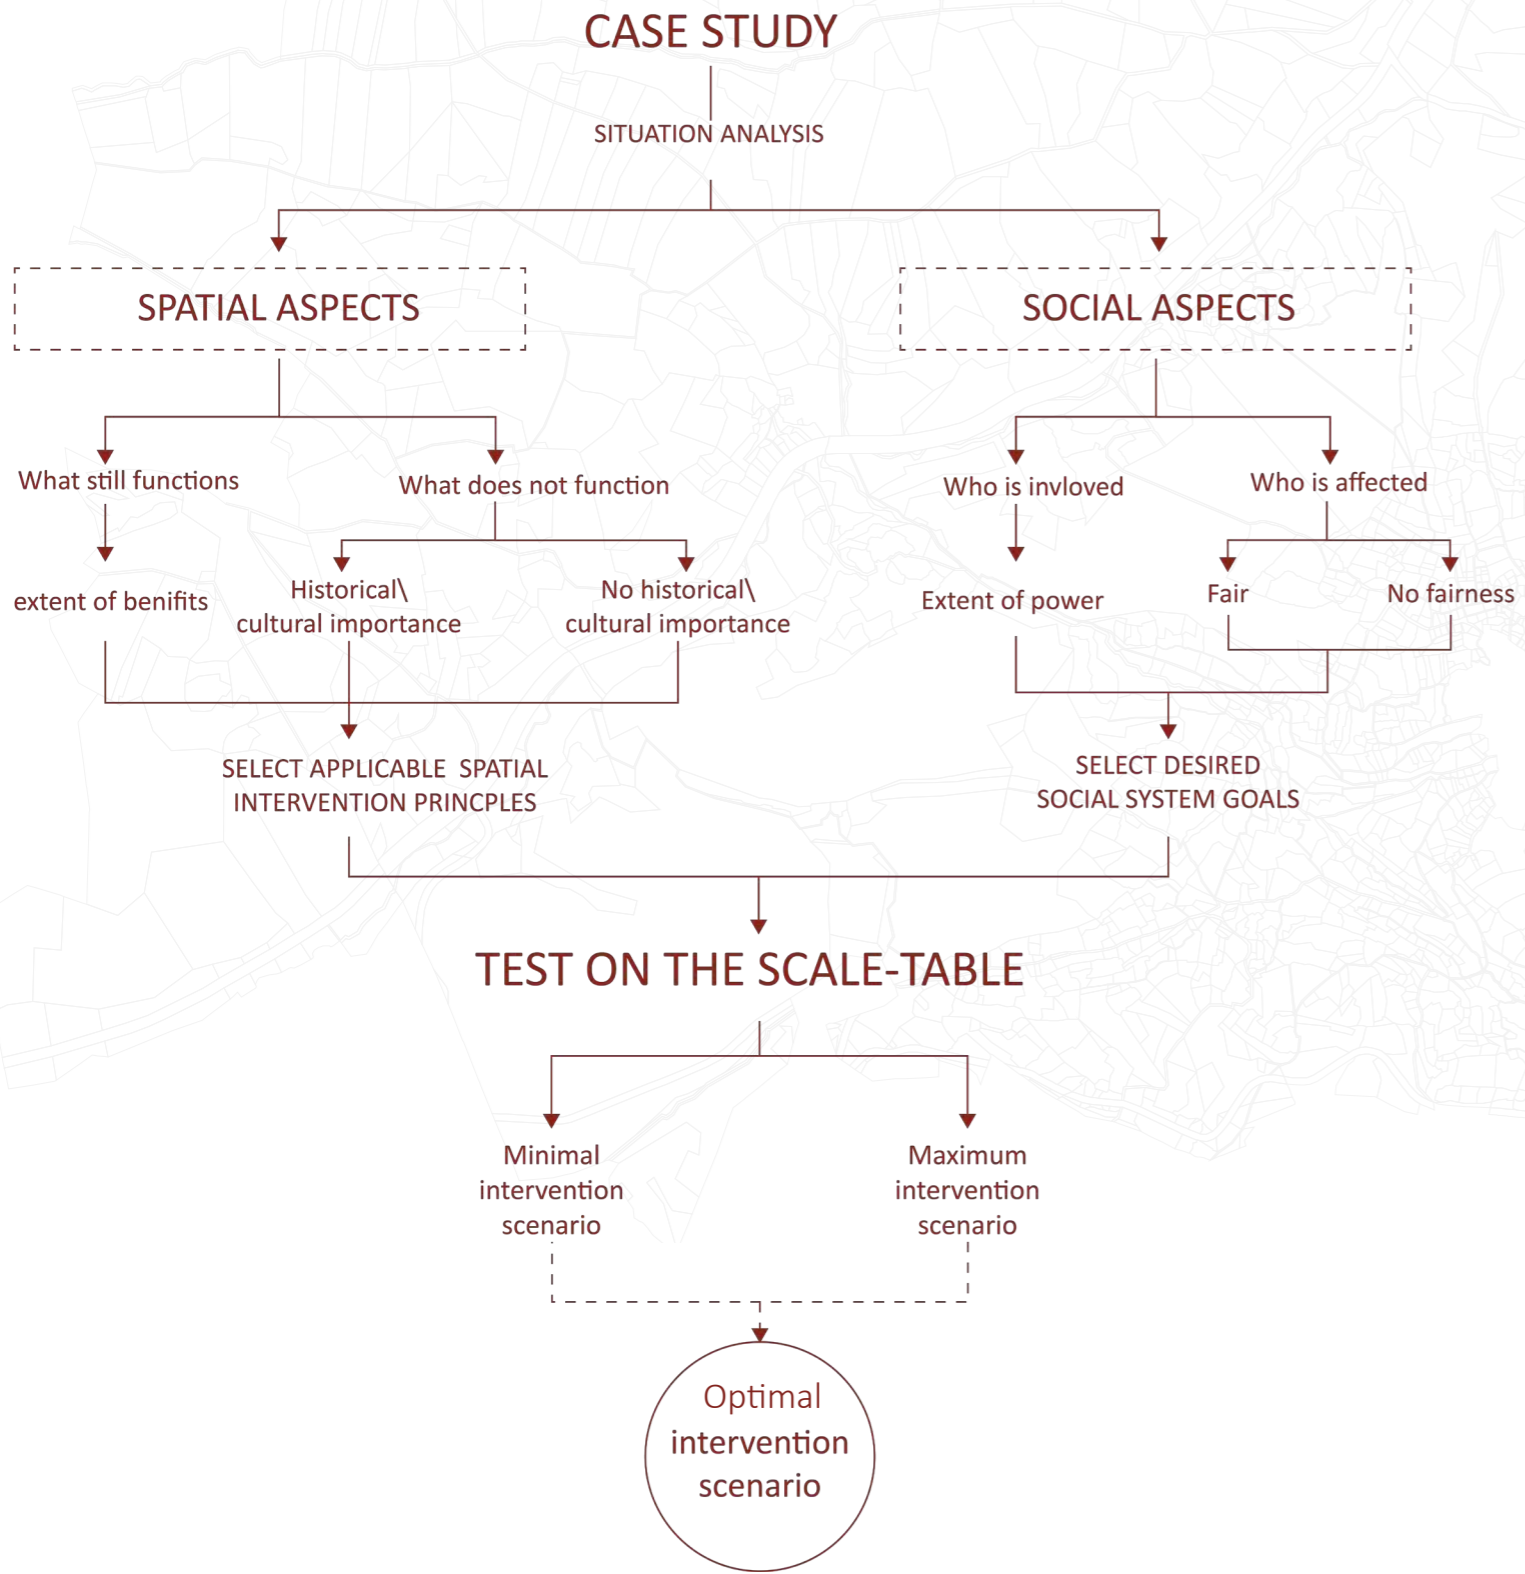 CASE STUDY
SITUATION ANALYSIS
SPATIAL ASPECTS
SOCIAL ASPECTS
What still functions
What does not function
Who is invloved
Who is affected
extent of benifits
Historical\
cultural importance
No historical\
cultural importance
Extent of power
Fair
No fairness
SELECT APPLICABLE SPATIAL
INTERVENTION PRINCPLES
SELECT DESIRED
SOCIAL SYSTEM GOALS
TEST ON THE SCALE-TABLE
Minimal
intervention
scenario
Maximum
intervention
scenario
Optimal
intervention
scenario